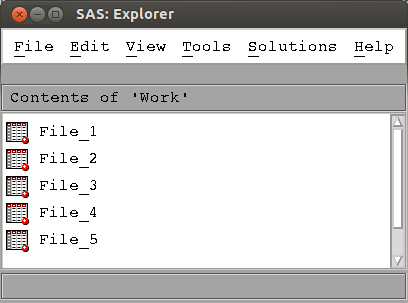 SAS: Explorer
File Edit View Tools Solutions Help
Contents of 'Work'
File_1
File_2
File_3
File_4
File_5